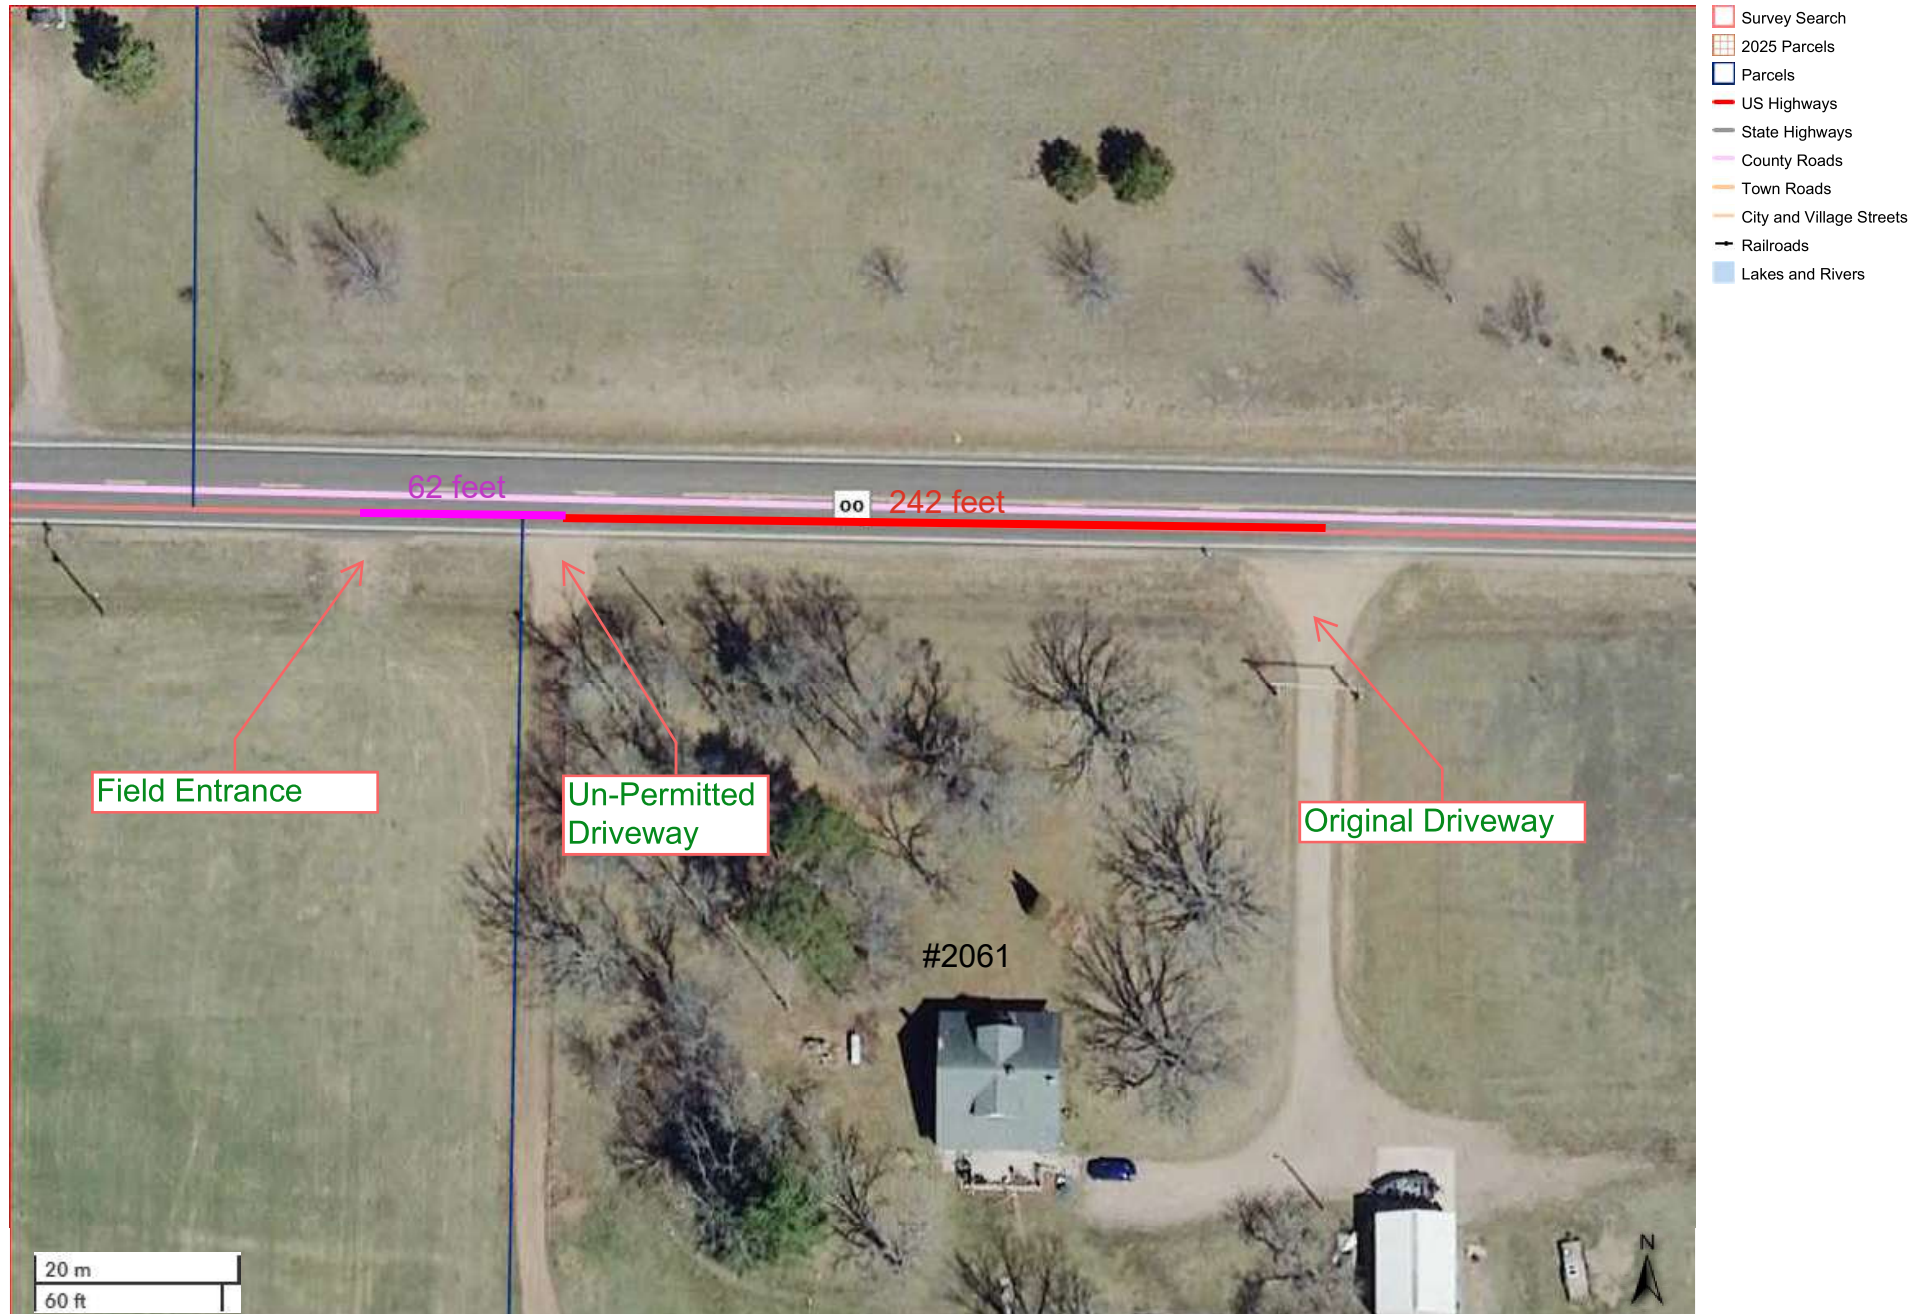 Survey Search
2025 Parcels
Parcels
US Highways
State Highways
County Roads
Town Roads
City and Village Streets
Railroads
Lakes and Rivers
62 feet
OO
242 feet
Field Entrance
Un-Permitted
Driveway
Original Driveway
#2061
20 m
60 ft
N